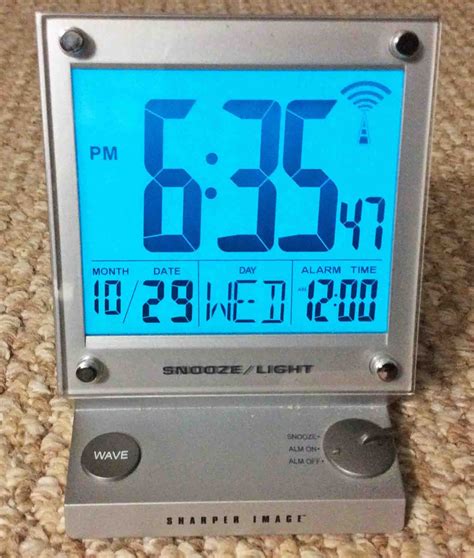 PM 6:35 47
MONTH DATE DAY ALARM TIME
10/29 WED AM 12:00
SNOOZE/LIGHT
WAVE
SNOOZE
ALM ON
ALM OFF
SHARPER IMAGE